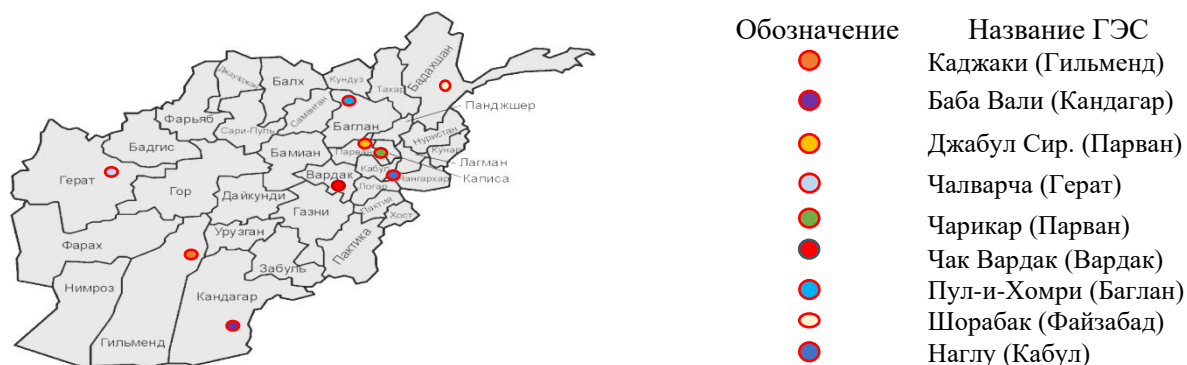 Обозначение Название ГЭС
Каджаки (Гильменд)
Баба Вали (Кандагар)
Джабул Сир. (Парван)
Чалварча (Герат)
Чарикар (Парван)
Чак Вардак (Вардак)
Пул-и-Хомри (Баглан)
Шорабак (Файзабад)
Наглу (Кабул)
Бадахшан
Балх
Кундуз
Тахар
Панджшер
Саманган
Фарьяб
Сари-Пуль
Баглан
Нуристан
Кунар
Бадгис
Бамиан
Парван
Лагман
Кабул
Каписа
Герат
Вардак
Гор
Дайкунди
Логар
Пактия
Хост
Газни
Урузган
Фарах
Пактика
Забуль
Нимроз
Кандагар
Гильменд